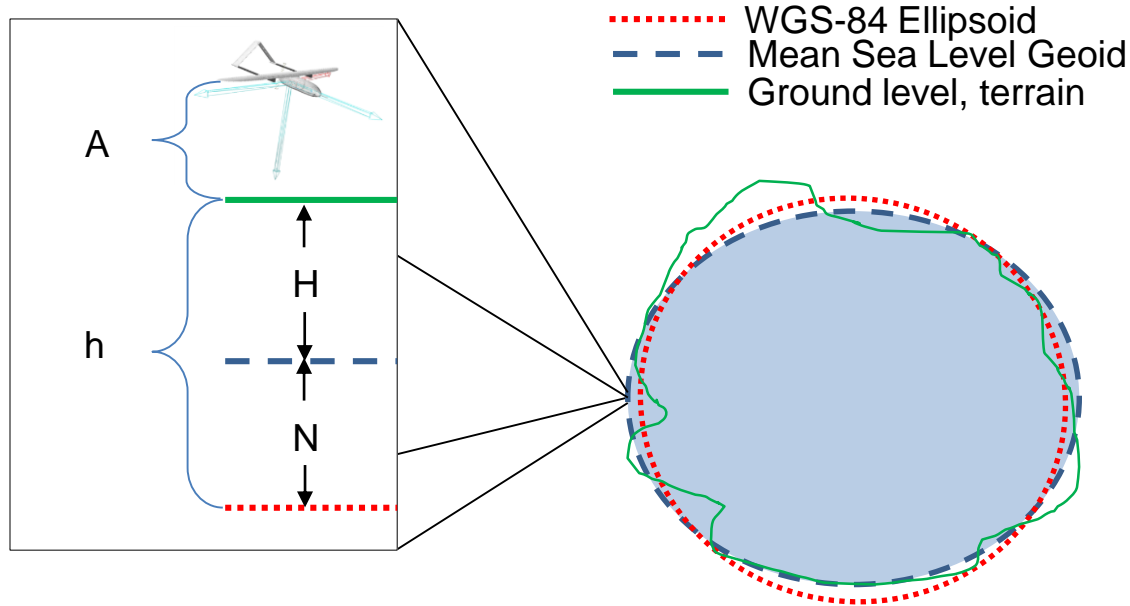 WGS-84 Ellipsoid
Mean Sea Level Geoid
Ground level, terrain
A
H
h
N